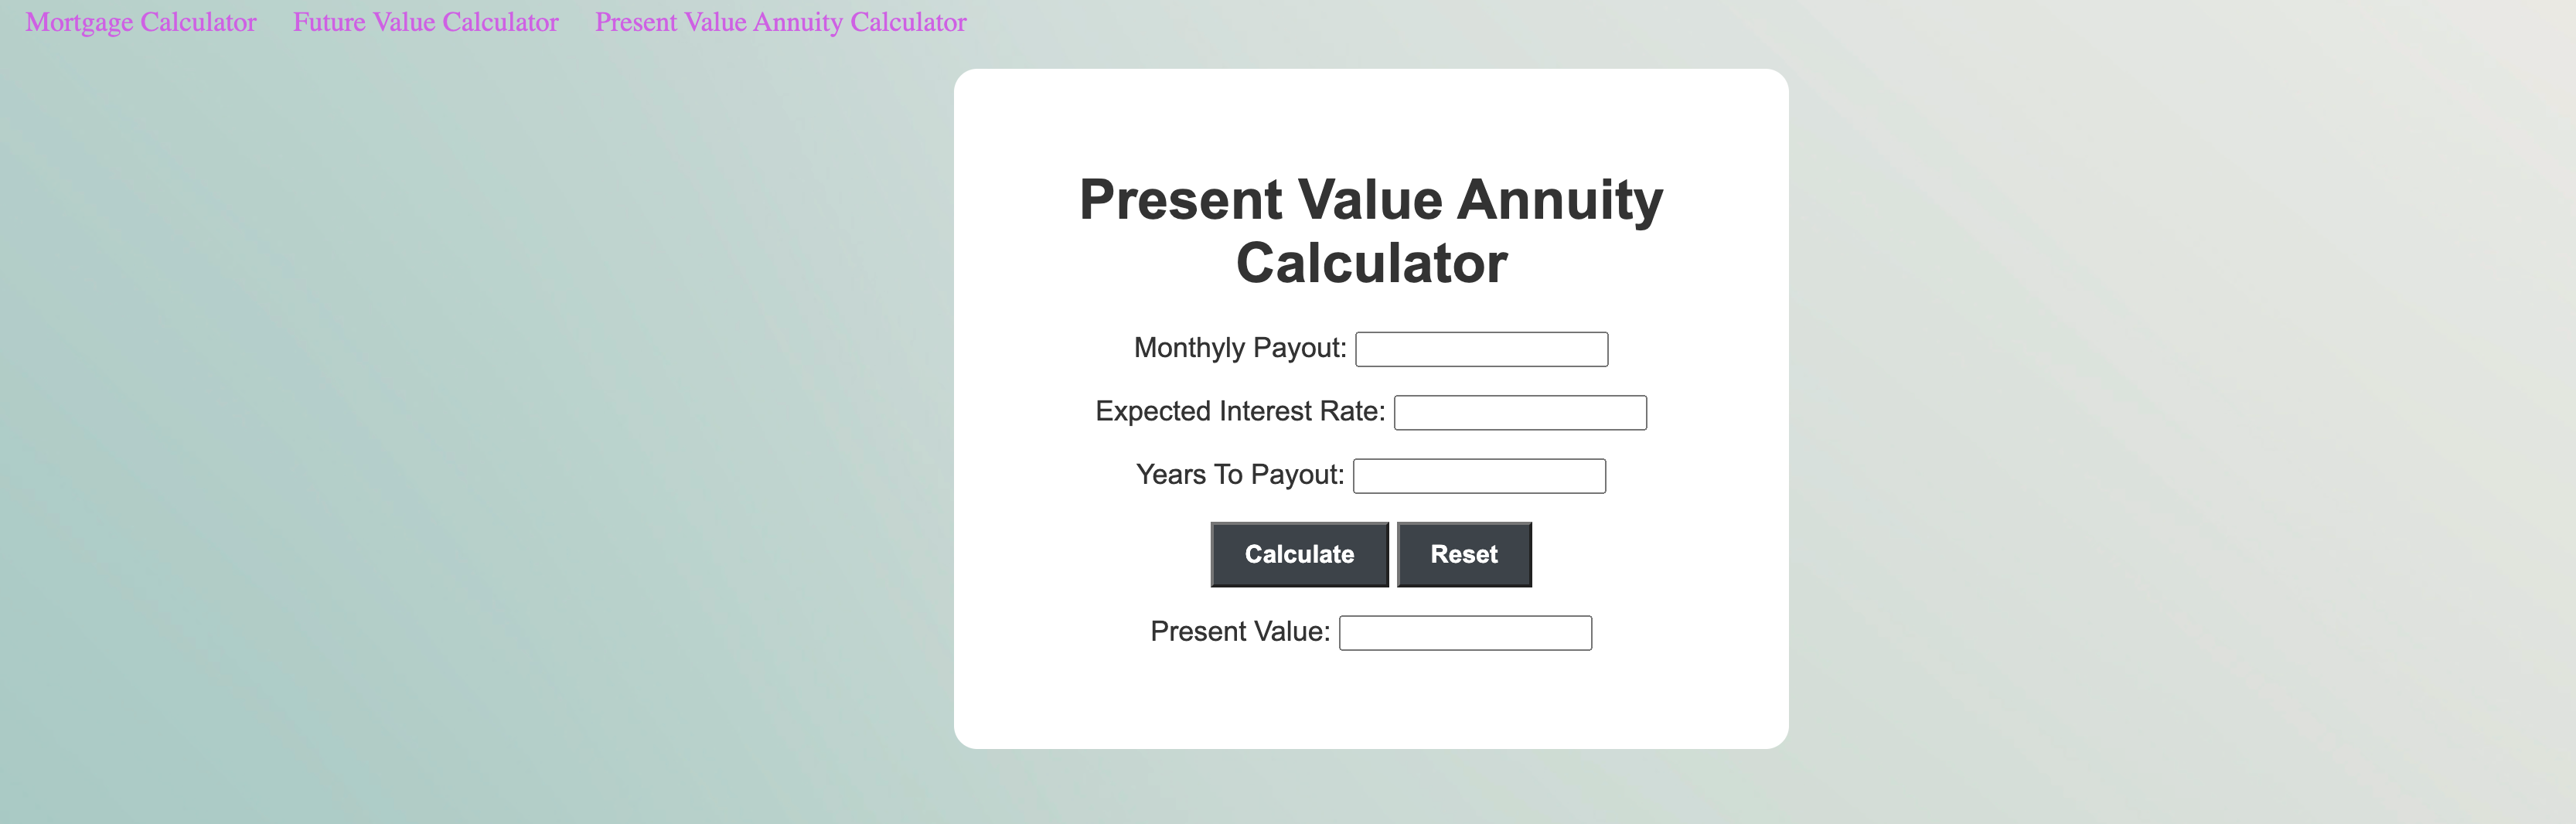 Mortgage Calculator Future Value Calculator Present Value Annuity Calculator
Present Value Annuity
Calculator
Monthyly Payout:
Expected Interest Rate:
Years To Payout:
Calculate Reset
Present Value: